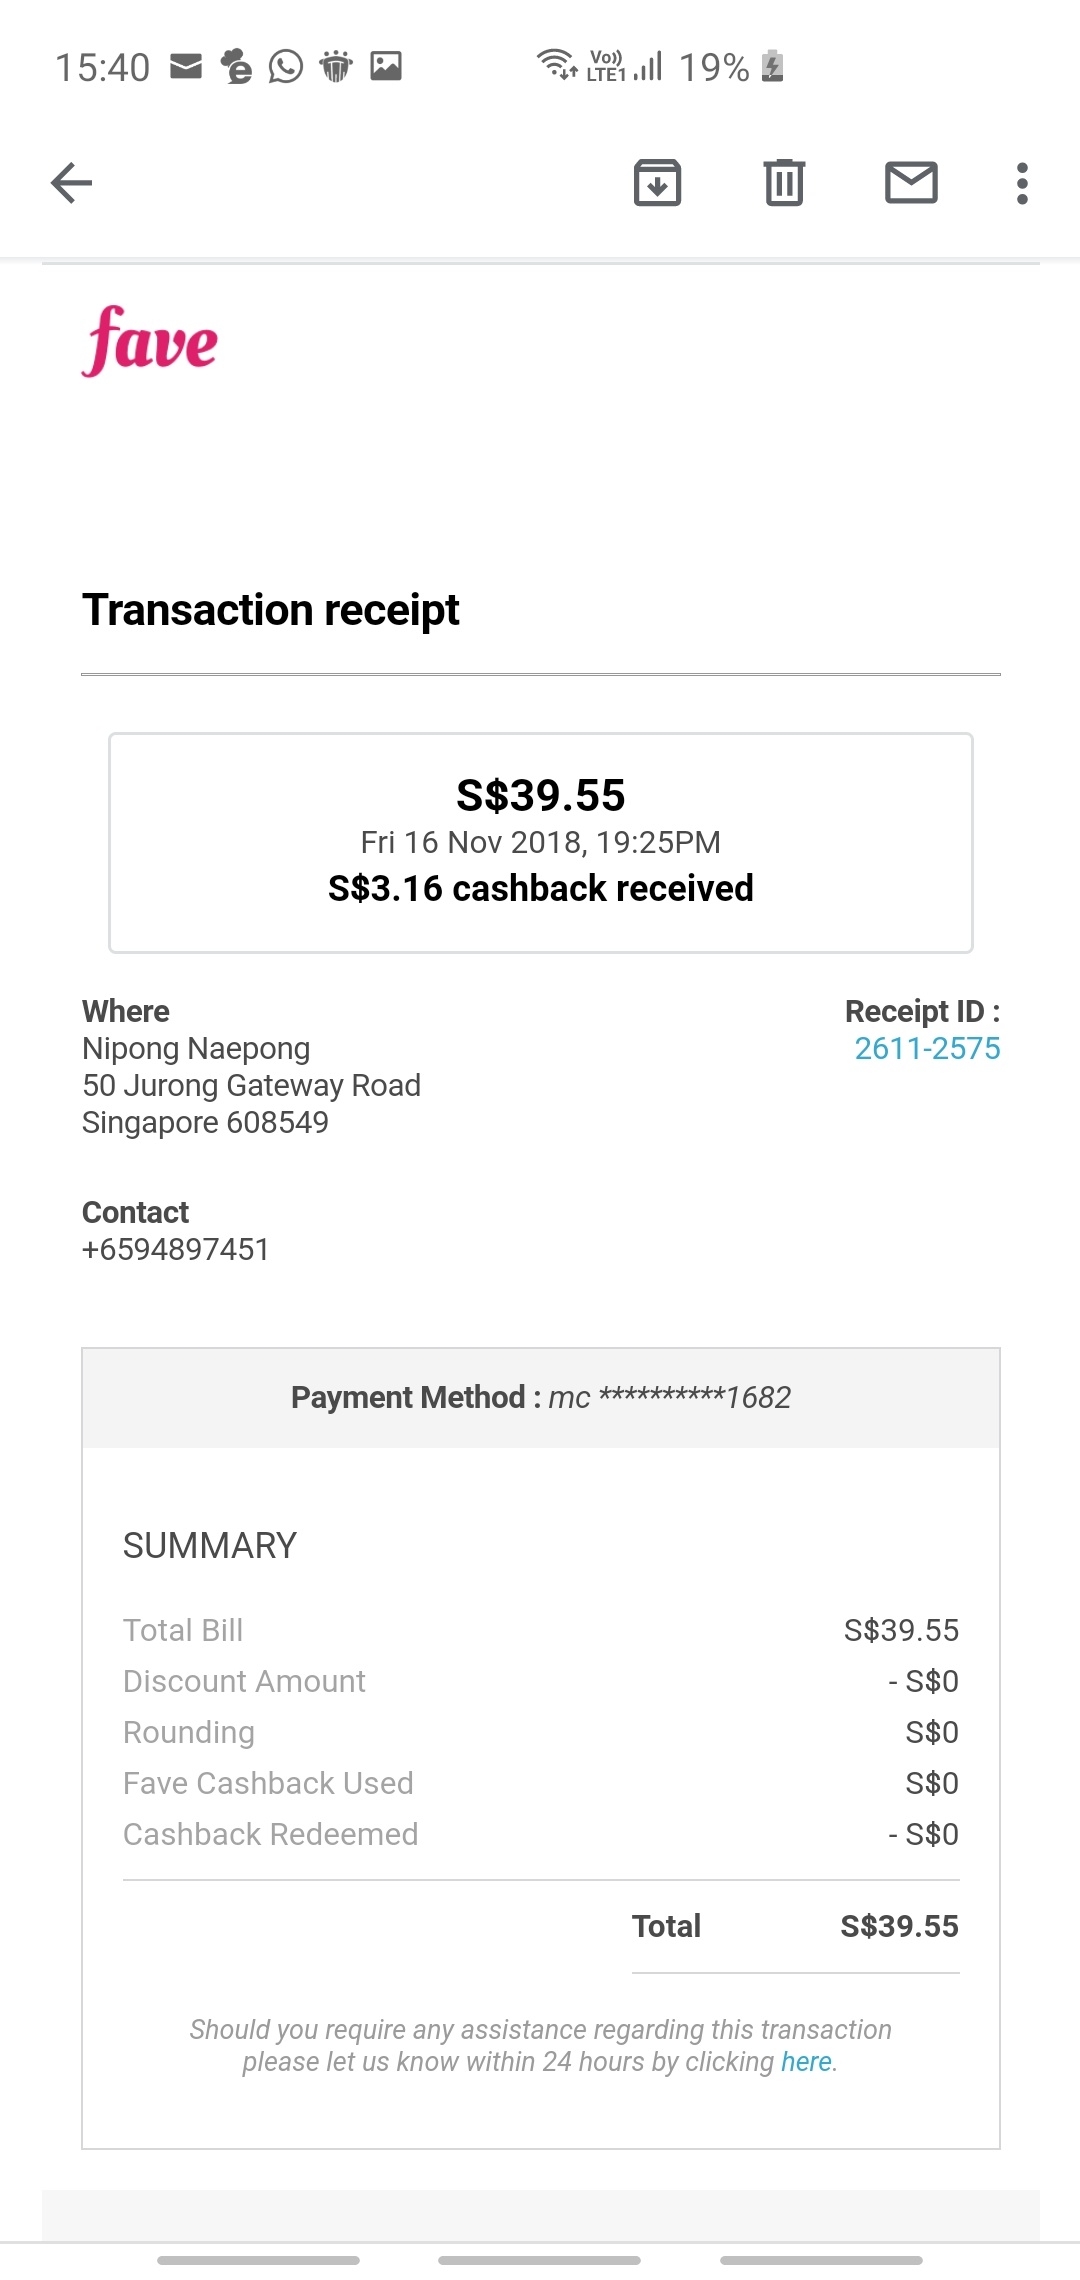 15:40 Vo)) LTE1 19%
fave
Transaction receipt
S$39.55
Fri 16 Nov 2018, 19:25PM
S$3.16 cashback received
Where
Nipong Naepong
50 Jurong Gateway Road
Singapore 608549
Receipt ID :
2611-2575
Contact
+6594897451
Payment Method : mc **********1682
SUMMARY
Total Bill S$39.55
Discount Amount - S$0
Rounding S$0
Fave Cashback Used S$0
Cashback Redeemed - S$0
Total S$39.55
Should you require any assistance regarding this transaction
please let us know within 24 hours by clicking here.